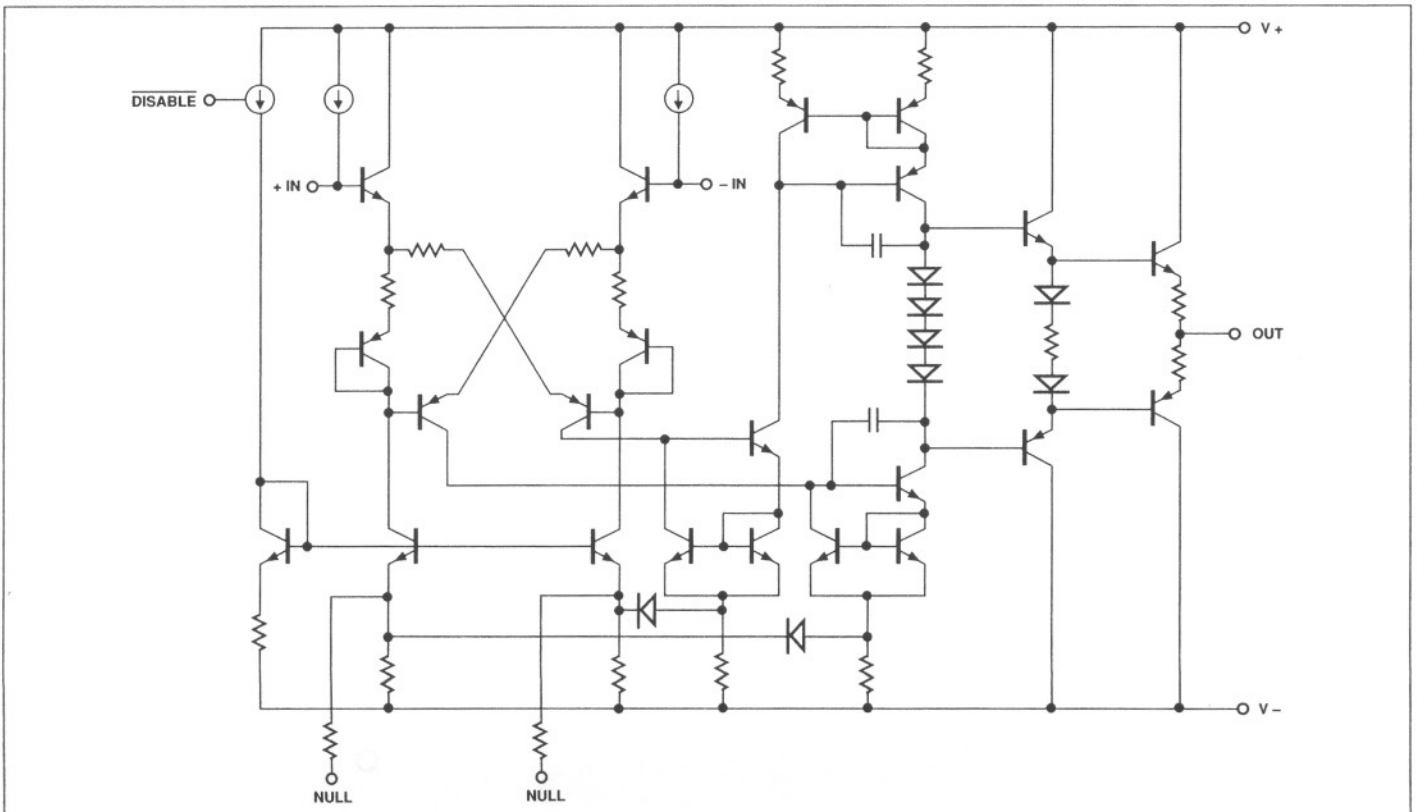 V +
DISABLE
+ IN
– IN
OUT
V –
NULL
NULL